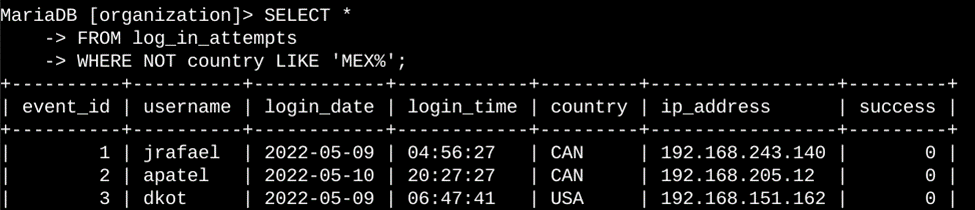 MariaDB [organization]> SELECT *
    -> FROM log_in_attempts
    -> WHERE NOT country LIKE 'MEX%';
+----------+----------+------------+------------+---------+-----------------+---------+
| event_id | username | login_date | login_time | country | ip_address      | success |
+----------+----------+------------+------------+---------+-----------------+---------+
|        1 | jrafael  | 2022-05-09 | 04:56:27   | CAN     | 192.168.243.140 |       0 |
|        2 | apatel   | 2022-05-10 | 20:27:27   | CAN     | 192.168.205.12  |       0 |
|        3 | dkot     | 2022-05-09 | 06:47:41   | USA     | 192.168.151.162 |       0 |